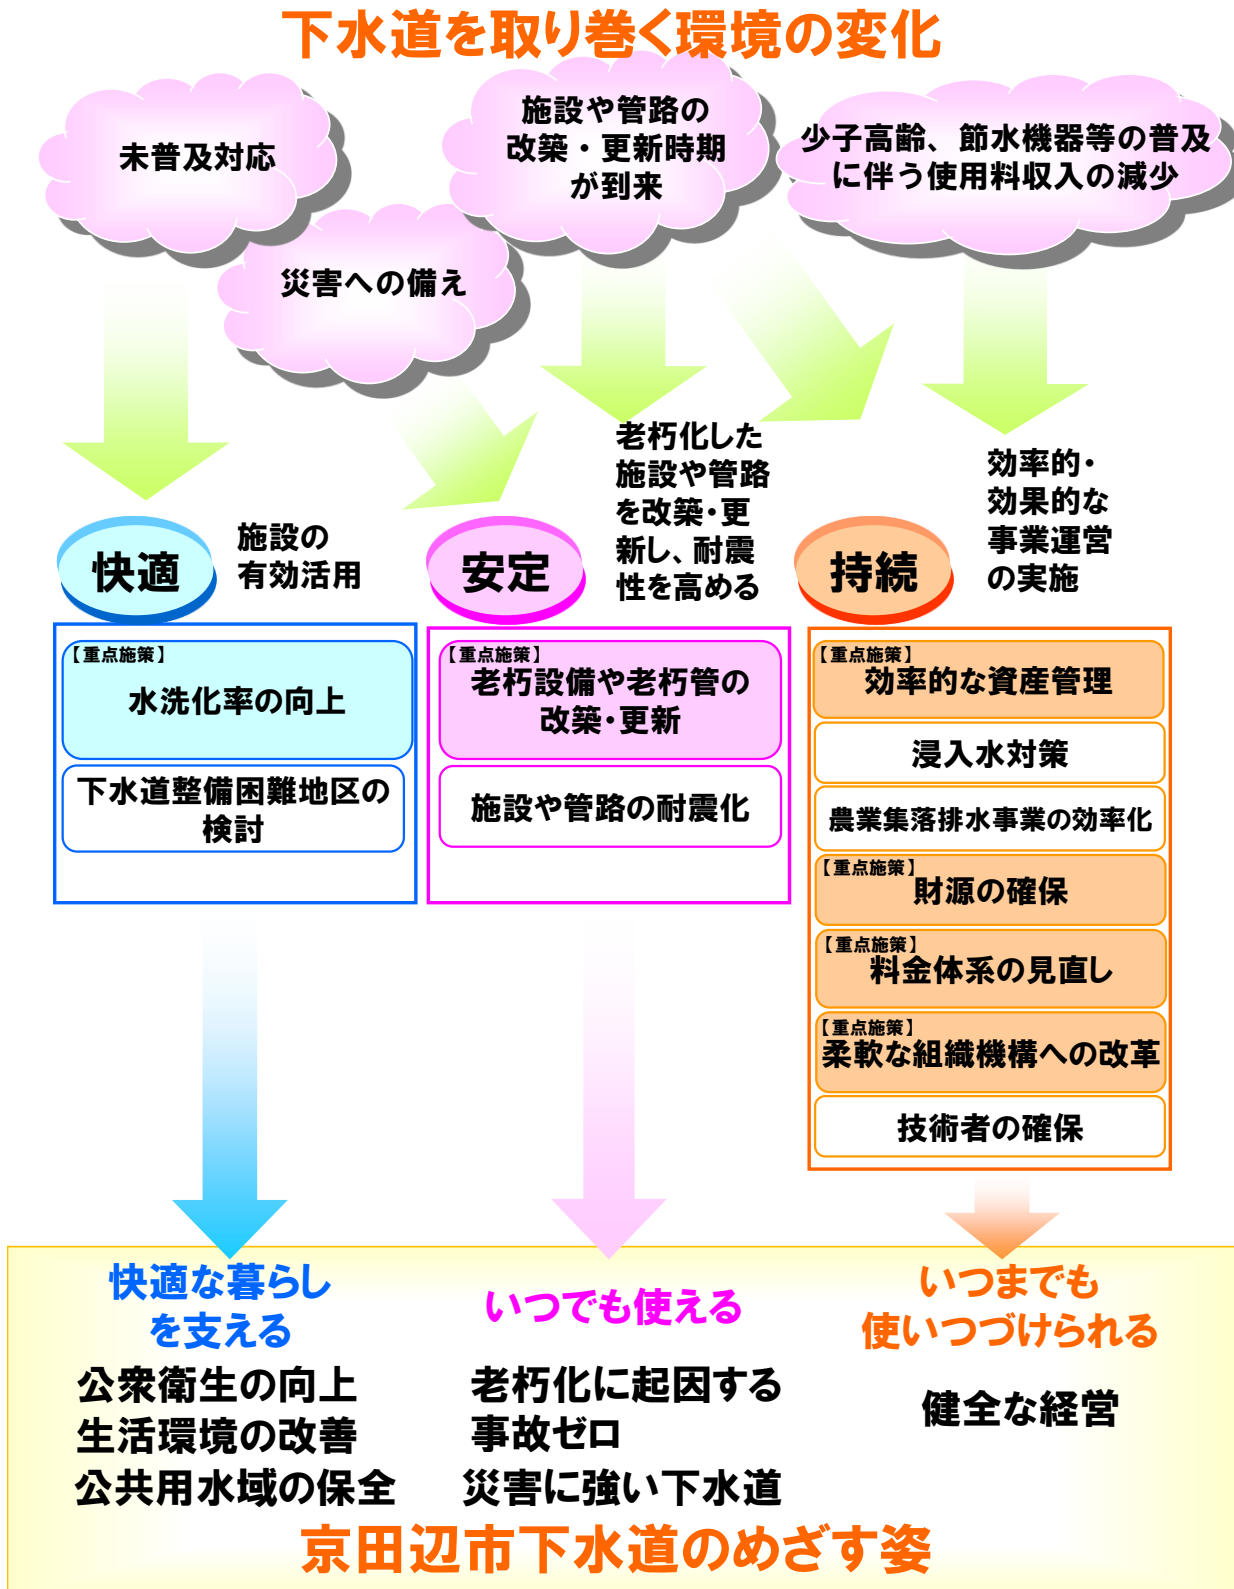 下水道を取り巻く環境の変化
未普及対応
災害への備え
施設や管路の
改築・更新時期
が到来
少子高齢、節水機器等の普及
に伴う使用料収入の減少
快適
施設の
有効活用
安定
老朽化した
施設や管路
を改築・更
新し、耐震
性を高める
持続
効率的・
効果的な
事業運営
の実施
【重点施策】
水洗化率の向上
下水道整備困難地区の
検討
【重点施策】
老朽設備や老朽管の
改築・更新
施設や管路の耐震化
【重点施策】
効率的な資産管理
浸入水対策
農業集落排水事業の効率化
【重点施策】
財源の確保
【重点施策】
料金体系の見直し
【重点施策】
柔軟な組織機構への改革
技術者の確保
快適な暮らし
を支える
公衆衛生の向上
生活環境の改善
公共用水域の保全
いつでも使える
老朽化に起因する
事故ゼロ
災害に強い下水道
いつまでも
使いつづけられる
健全な経営
京田辺市下水道のめざす姿